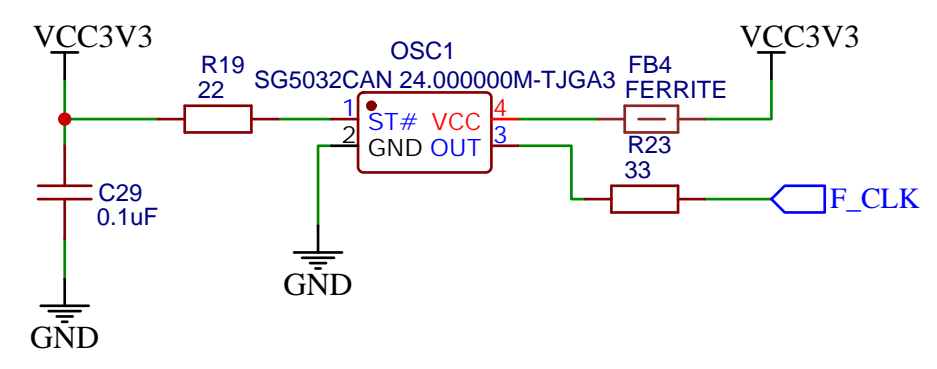 VCC3V3
VCC3V3
OSC1
R19
FB4
SG5032CAN 24.000000M-TJGA3
22
FERRITE
1
4
ST#
VCC
2
3
GND
OUT
R23
33
C29
0.1uF
F_CLK
GND
GND